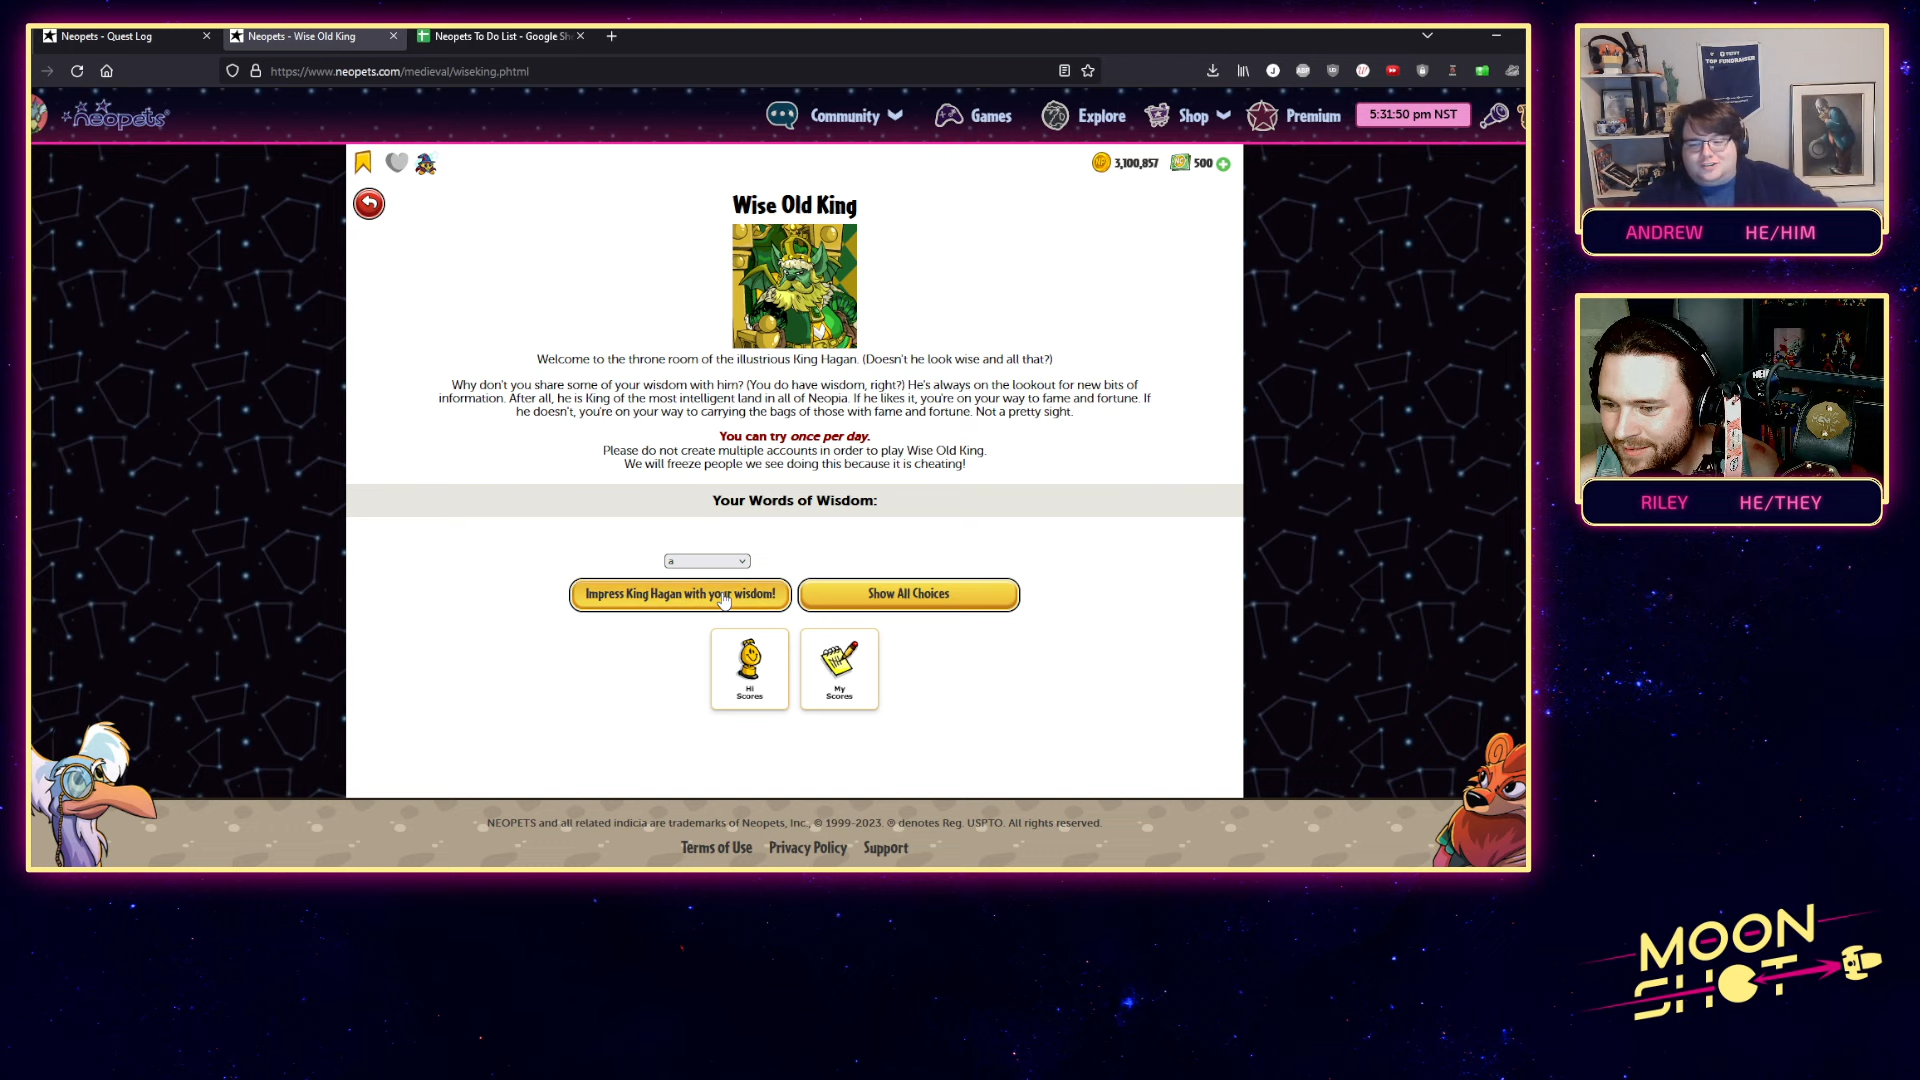 Neopets - Quest Log
Neopets - Wise Old King
Neopets To Do List - Google Sh
https://www.neopets.com/medieval/wiseking.phtml
neopets
Community
Games
Explore
Shop
Premium
5:31:50 pm NST
NP 3,100,857
NC 500
Wise Old King
Welcome to the throne room of the illustrious King Hagan. (Doesn't he look wise and all that?)
Why don't you share some of your wisdom with him? (You do have wisdom, right?) He's always on the lookout for new bits of
information. After all, he is King of the most intelligent land in all of Neopia. If he likes it, you're on your way to fame and fortune. If
he doesn't, you're on your way to carrying the bags of those with fame and fortune. Not a pretty sight.
You can try once per day.
Please do not create multiple accounts in order to play Wise Old King.
We will freeze people we see doing this because it is cheating!
Your Words of Wisdom:
a
Impress King Hagan with your wisdom!
Show All Choices
Hi
Scores
My
Scores
NEOPETS and all related indicia are trademarks of Neopets, Inc., © 1999-2023. ® denotes Reg. USPTO. All rights reserved.
Terms of Use
Privacy Policy
Support
TOP FUNDRAISER
ANDREW HE/HIM
RILEY HE/THEY
MOON
SHOT